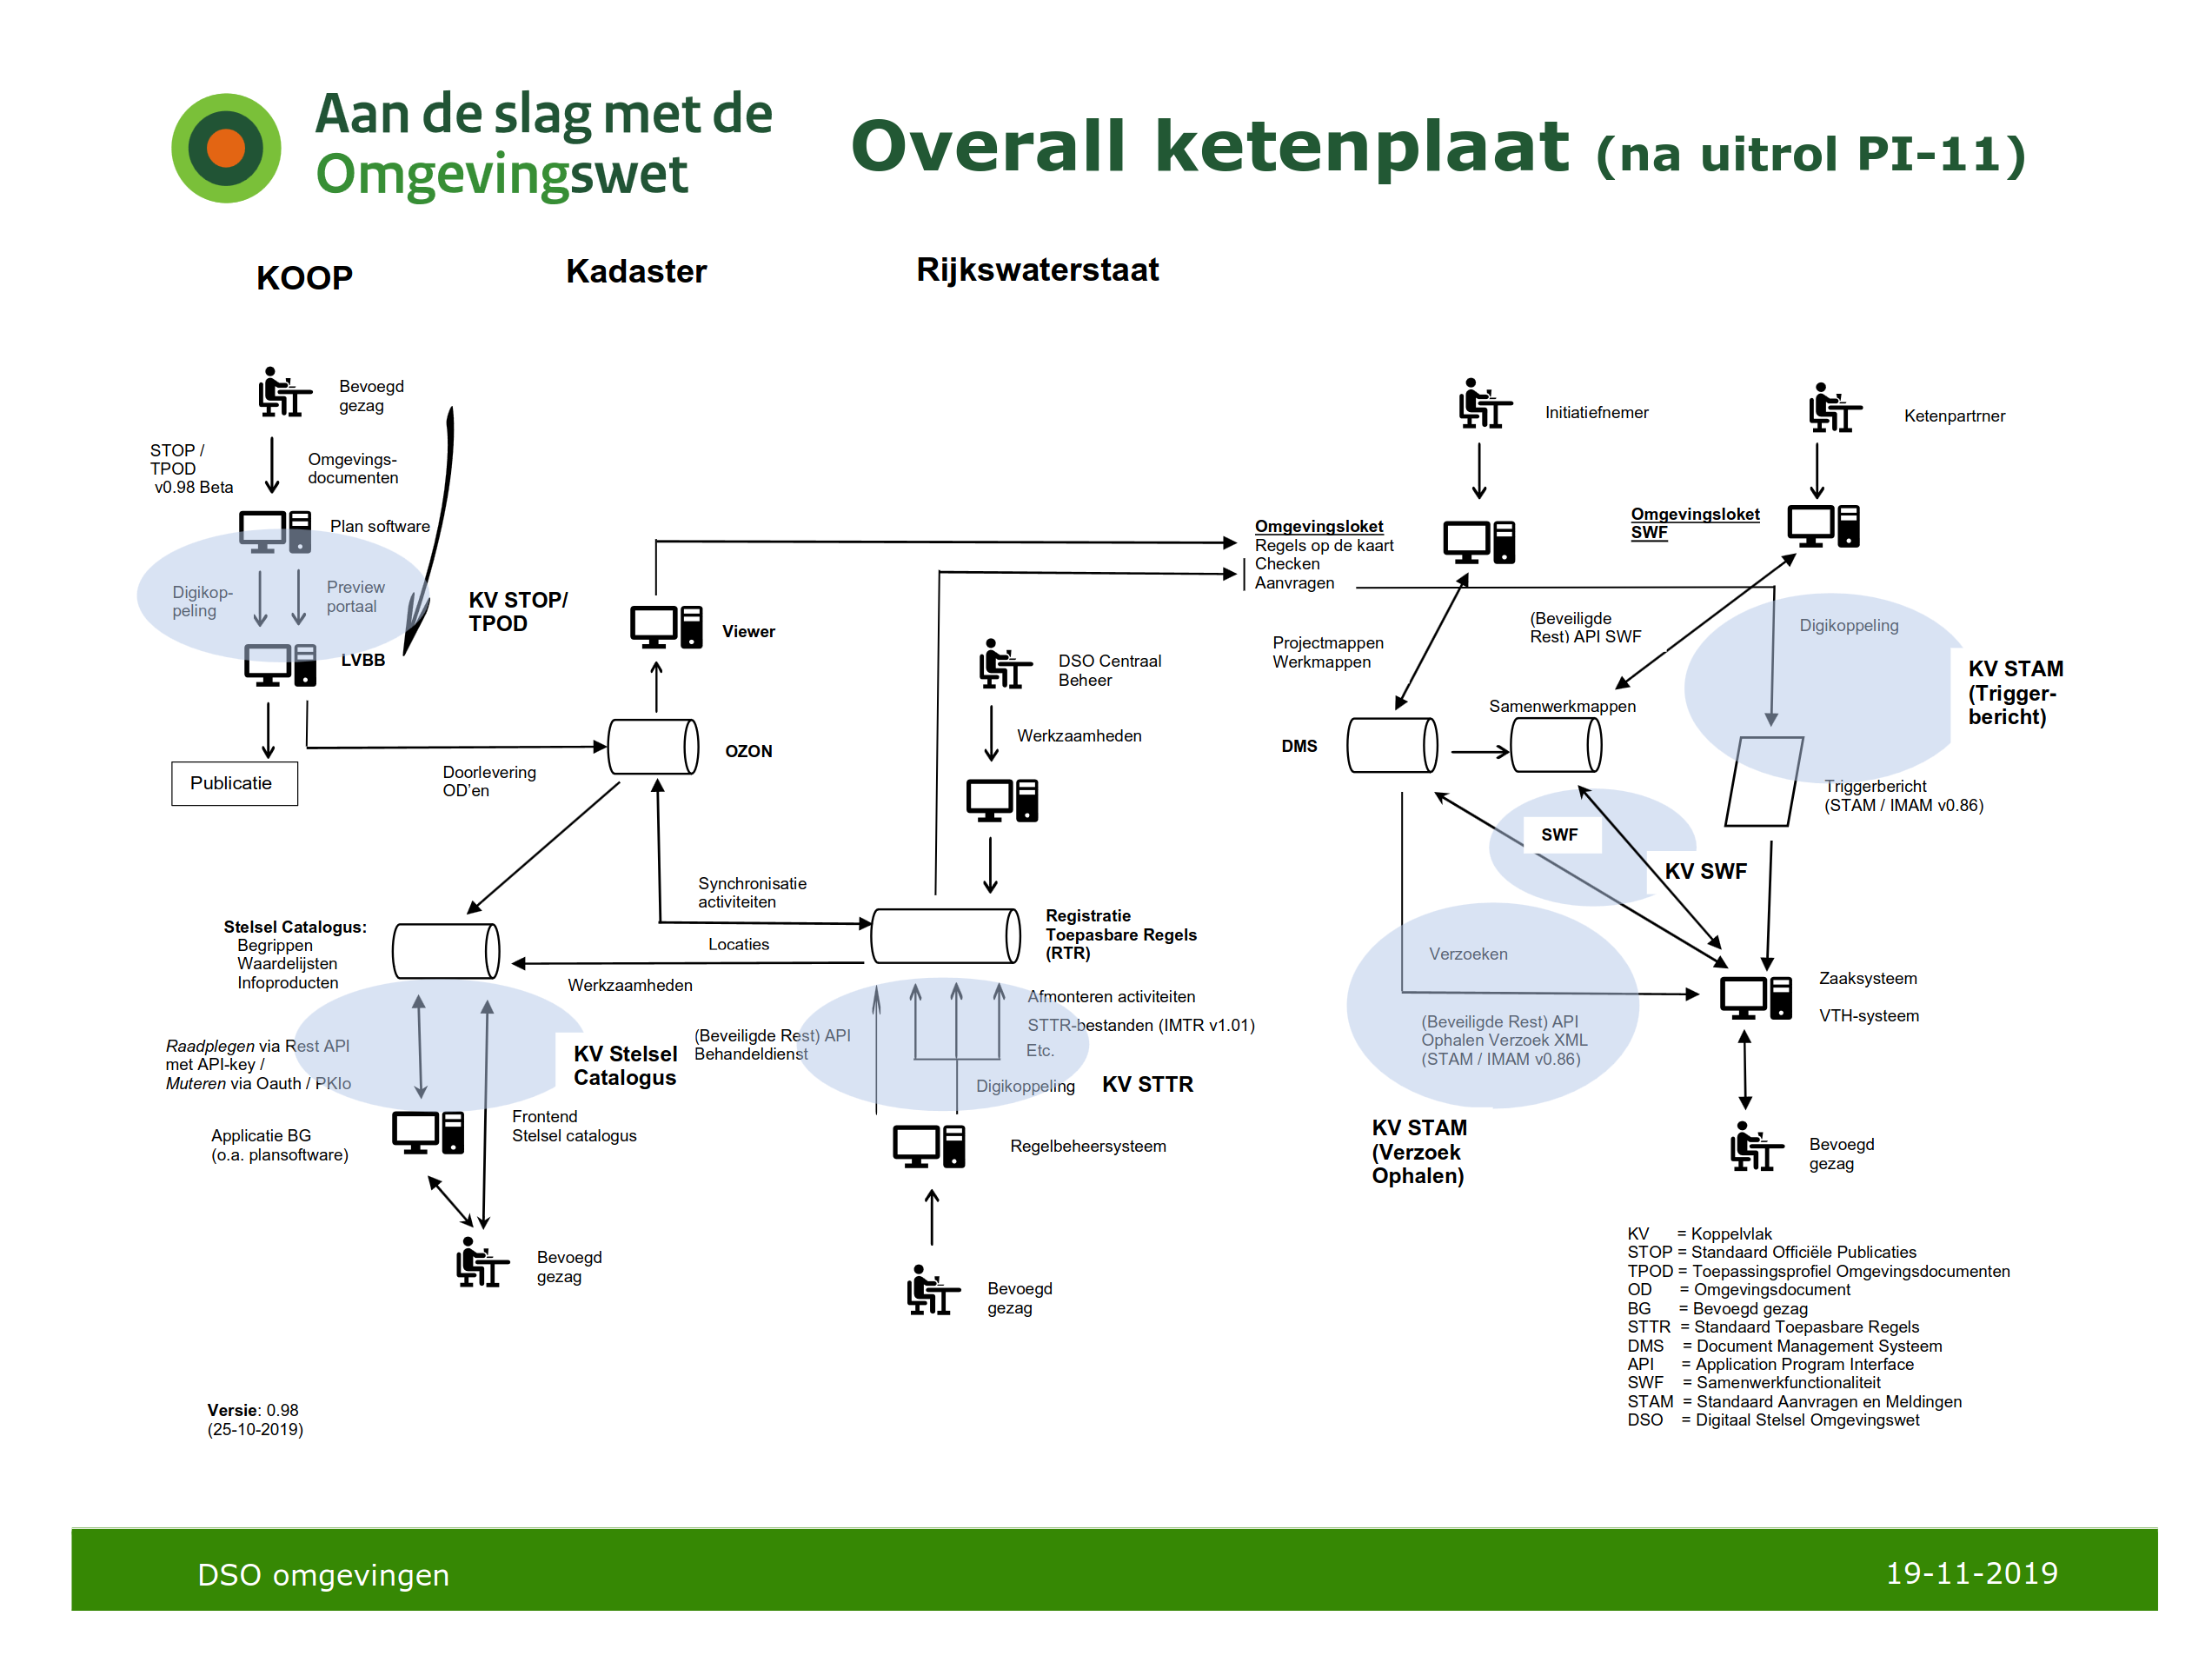 Aan de slag met de
Omgevingswet
Overall ketenplaat (na uitrol PI-11)
KOOP
Kadaster
Rijkswaterstaat
Bevoegd
gezag
STOP /
TPOD
v0.98 Beta
Omgevings-
documenten
Plan software
Digikop-
peling
Preview
portaal
KV STOP/
TPOD
LVBB
Publicatie
Doorlevering
OD'en
Viewer
OZON
Synchronisatie
activiteiten
Locaties
Werkzaamheden
Stelsel Catalogus:
Begrippen
Waardelijsten
Infoproducten
Raadplegen via Rest API
met API-key /
Muteren via Oauth / PKIo
KV Stelsel
Catalogus
Applicatie BG
(o.a. plansoftware)
Frontend
Stelsel catalogus
Bevoegd
gezag
DSO Centraal
Beheer
Werkzaamheden
Registratie
Toepasbare Regels
(RTR)
(Beveiligde Rest) API
Behandeldienst
Afmonteren activiteiten
STTR-bestanden (IMTR v1.01)
Etc.
Digikoppeling
KV STTR
Regelbeheersysteem
Bevoegd
gezag
Initiatiefnemer
Ketenpartrner
Omgevingsloket
Regels op de kaart
Checken
Aanvragen
Omgevingsloket
SWF
Projectmappen
Werkmappen
(Beveiligde
Rest) API SWF
Digikoppeling
KV STAM
(Trigger-
bericht)
Samenwerkmappen
DMS
Triggerbericht
(STAM / IMAM v0.86)
SWF
KV SWF
Verzoeken
(Beveiligde Rest) API
Ophalen Verzoek XML
(STAM / IMAM v0.86)
KV STAM
(Verzoek
Ophalen)
Zaaksysteem
VTH-systeem
Bevoegd
gezag
KV = Koppelvlak
STOP = Standaard Officiële Publicaties
TPOD = Toepassingsprofiel Omgevingsdocumenten
OD = Omgevingsdocument
BG = Bevoegd gezag
STTR = Standaard Toepasbare Regels
DMS = Document Management Systeem
API = Application Program Interface
SWF = Samenwerkfunctionaliteit
STAM = Standaard Aanvragen en Meldingen
DSO = Digitaal Stelsel Omgevingswet
Versie: 0.98
(25-10-2019)
DSO omgevingen
19-11-2019